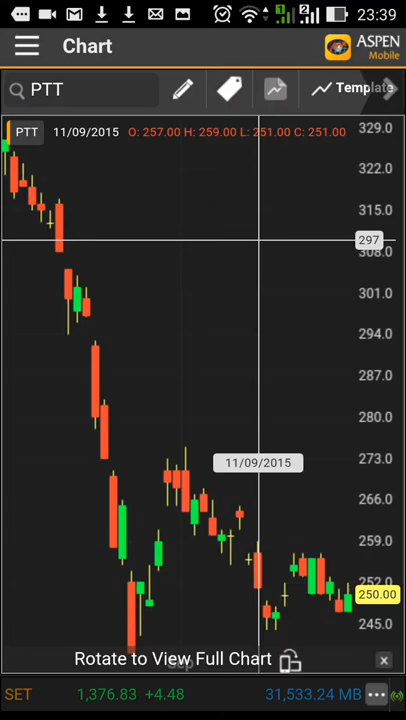 23:39
Chart
ASPEN
Mobile
PTT
Template
PTT 11/09/2015 O: 257.00 H: 259.00 L: 251.00 C: 251.00
329.0
322.0
315.0
297
308.0
301.0
294.0
287.0
280.0
273.0
11/09/2015
266.0
259.0
252.0
250.00
245.0
Rotate to View Full Chart
Sep
SET 1,376.83 +4.48 31,533.24 MB